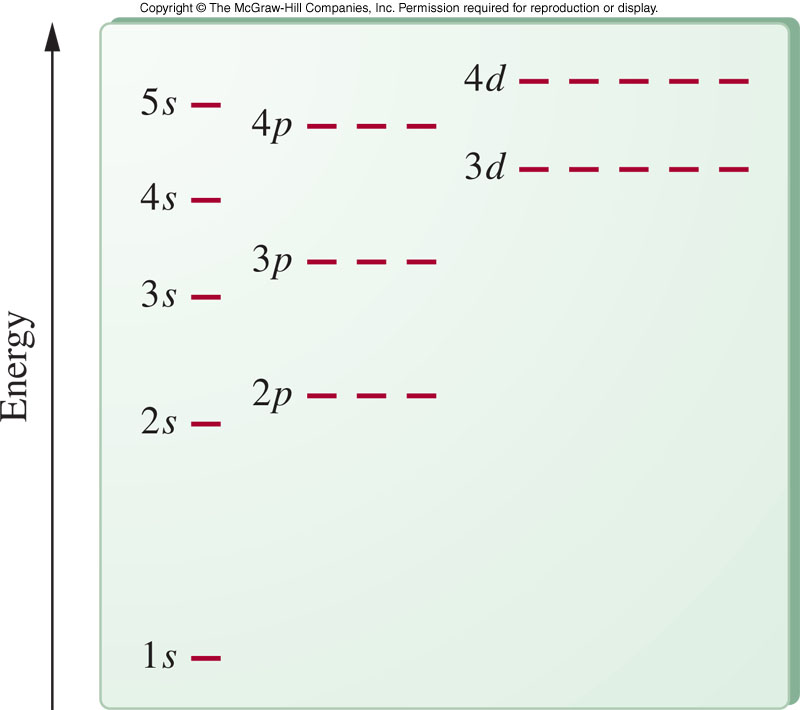 Copyright © The McGraw-Hill Companies, Inc. Permission required for reproduction or display.
Energy
4d
5s
4p
3d
4s
3p
3s
2p
2s
1s